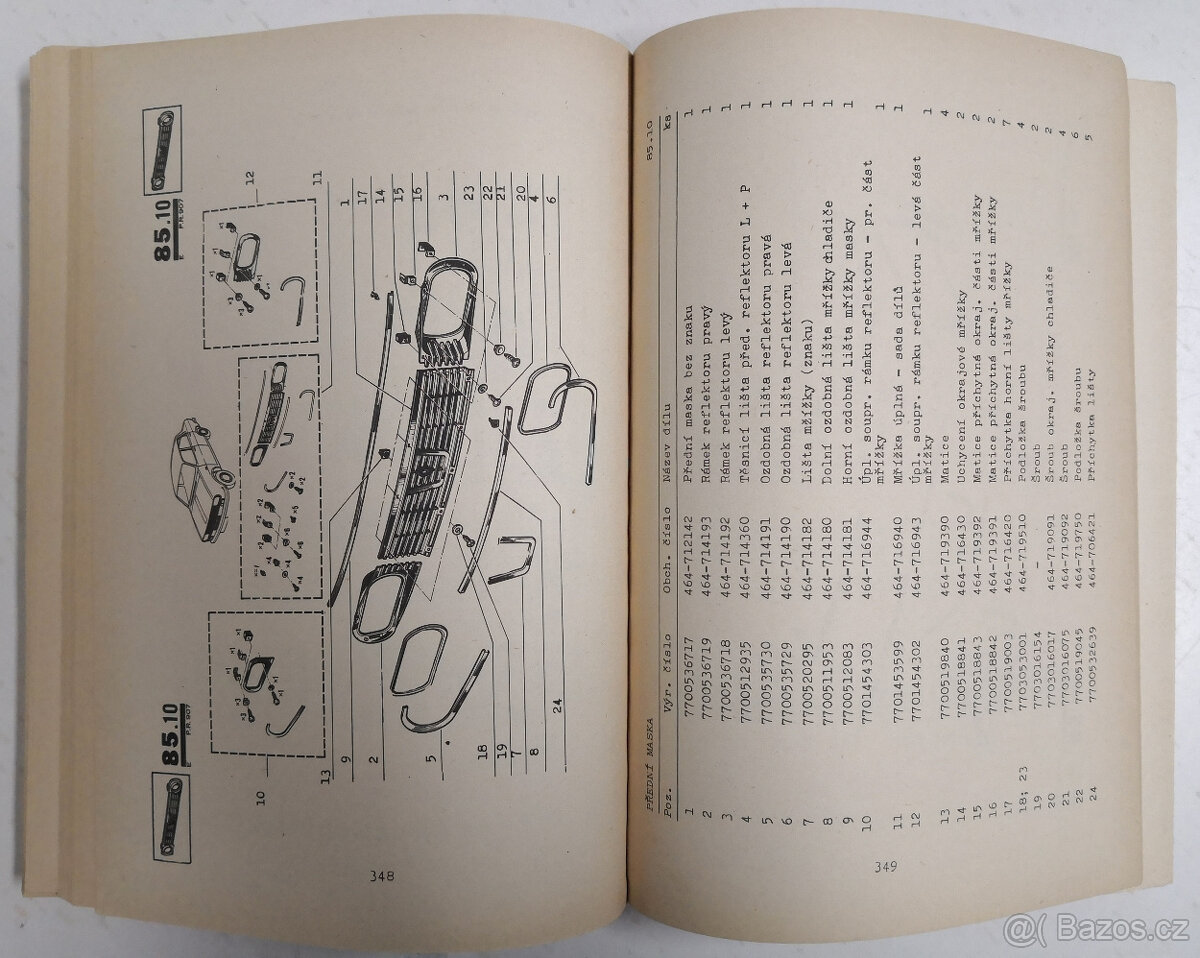 85.10
P.R. 907
E
85.10
P.R. 907
E
10
12
13
9
2
5
18
19
7
8
24
11
1
17
14
15
16
3
23
22
21
20
4
6
348
PŘEDNÍ MASKA 85.10
Poz. Výr. číslo Obch. číslo Název dílu ks
1 7700536717 464-712142 Přední maska bez znaku 1
2 7700536719 464-714193 Rámek reflektoru pravý 1
3 7700536718 464-714192 Rámek reflektoru levý 1
4 7700512935 464-714360 Těsnicí lišta před. reflektoru L + P 1
5 7700535730 464-714191 Ozdobná lišta reflektoru pravá 1
6 7700535729 464-714190 Ozdobná lišta reflektoru levá 1
7 7700520295 464-714182 Lišta mžížky (znaku) 1
8 7700511953 464-714180 Dolní ozdobná lišta mřížky chladiče 1
9 7700512083 464-714181 Horní ozdobná lišta mřížky masky 1
10 7701454303 464-716944 Úpl. soupr. rámku reflektoru - pr. část
mřížky 1
11 7701453599 464-716940 Mřížka úplná - sada dílů 1
12 7701454302 464-716943 Úpl. soupr. rámku reflektoru - levá část
mřížky 1
13 7700519840 464-719390 Matice 4
14 7700518841 464-716430 Uchycení okrajové mřížky 2
15 7700518843 464-719392 Matice příchytná okraj. části mřížky 2
16 7700518842 464-719391 Matice příchytná okraj. části mřížky 2
17 7700519003 464-716420 Příchytka horní lišty mřížky 7
18; 23 7703053001 464-719510 Podložka šroubu 4
19 7703016154 - Šroub 2
20 7703016017 464-719091 Šroub okraj. mřížky chladiče 2
21 7703016075 464-719092 Šroub 4
22 7700519045 464-719750 Podložka šroubu 6
24 7700532639 464-706421 Příchytka lišty 5
349
@( Bazos.cz